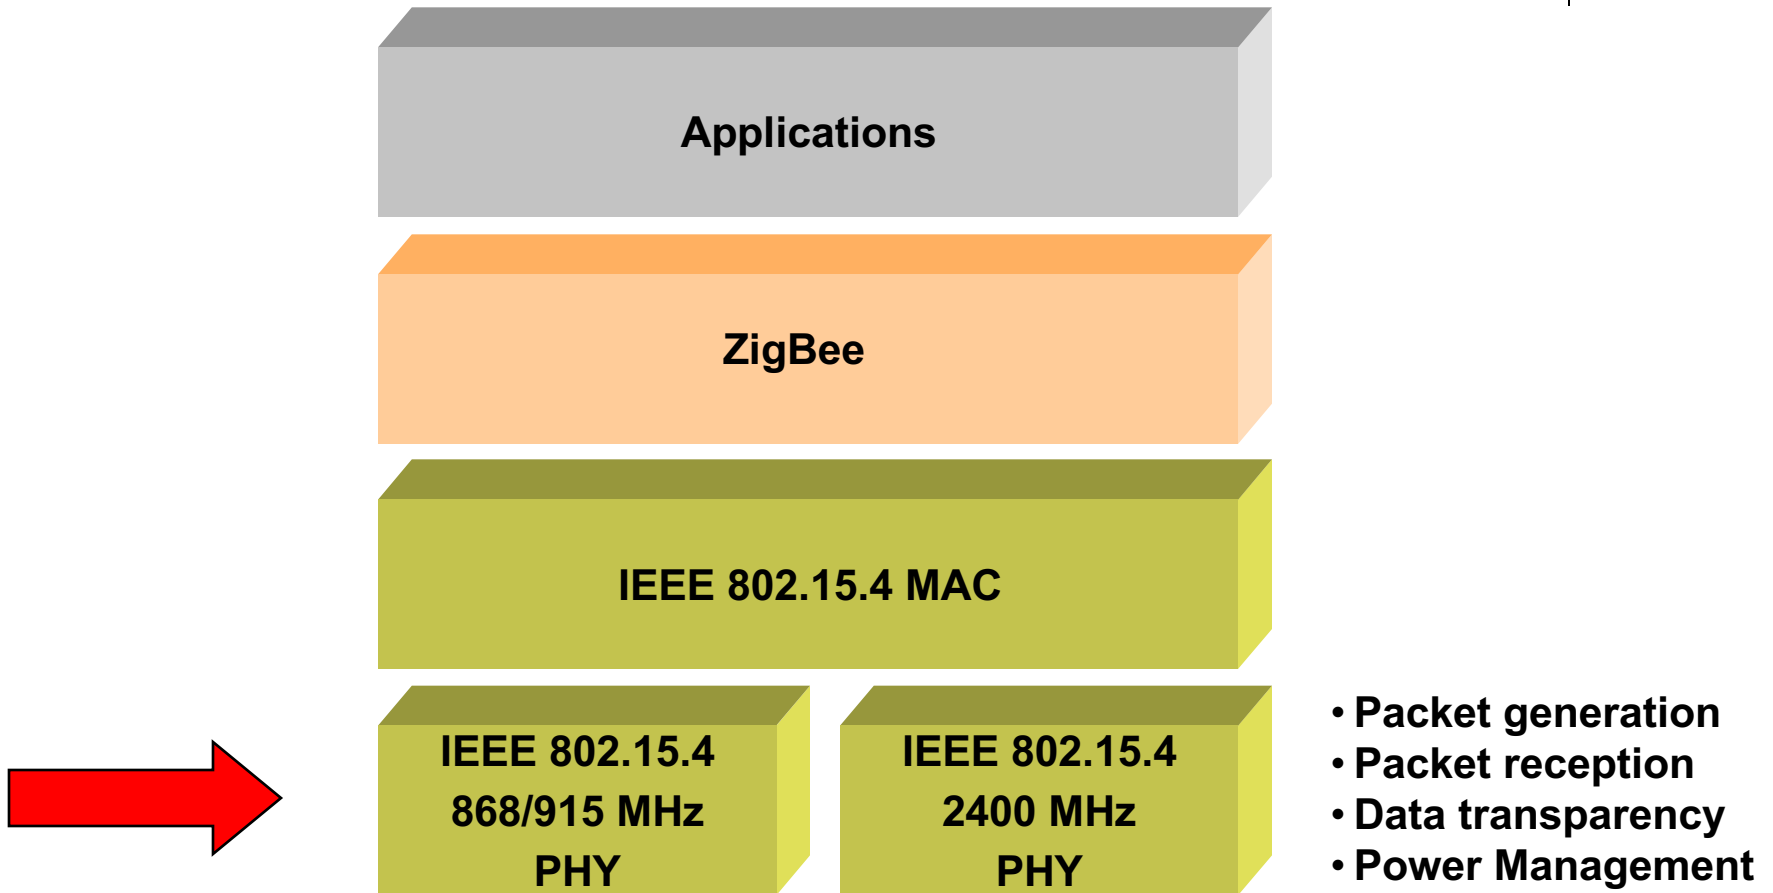 Applications
ZigBee
IEEE 802.15.4 MAC
IEEE 802.15.4
868/915 MHz
PHY
IEEE 802.15.4
2400 MHz
PHY
• Packet generation
• Packet reception
• Data transparency
• Power Management